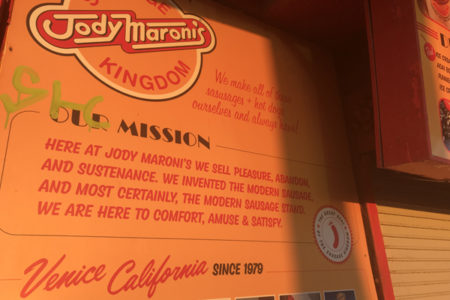 Jody Maroni's
KINGDOM
We make all of our
sausages + hot dogs
ourselves and always have!
OUR MISSION
HERE AT JODY MARONI'S WE SELL PLEASURE, ABANDON,
AND SUSTENANCE. WE INVENTED THE MODERN SAUSAGE,
AND MOST CERTAINLY, THE MODERN SAUSAGE STAND.
WE ARE HERE TO COMFORT, AMUSE & SATISFY.
Venice California SINCE 1979